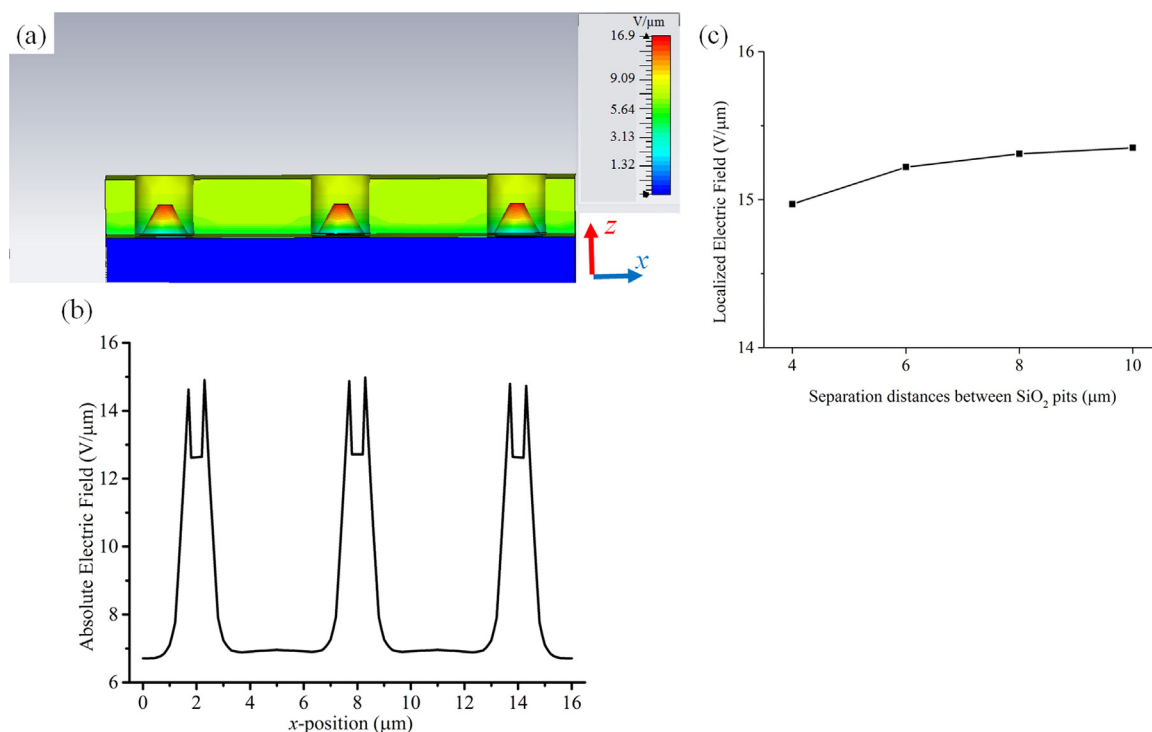 (a)
V/μm
16.9
9.09
5.64
3.13
1.32
z
x
(b)
16
14
12
10
8
6
Absolute Electric Field (V/μm)
0 2 4 6 8 10 12 14 16
x-position (μm)
(c)
16
15
14
Localized Electric Field (V/μm)
4 6 8 10
Separation distances between SiO₂ pits (μm)